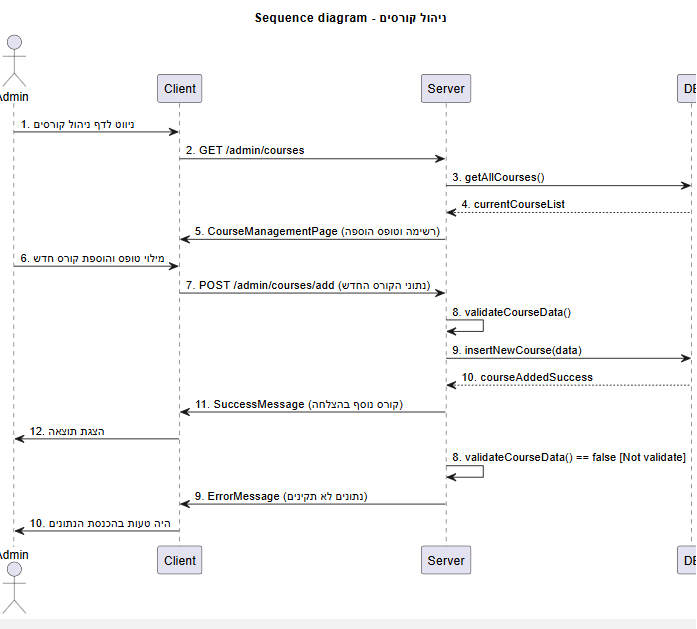 Sequence diagram - ניהול קורסים
Admin
Client
Server
1. ניווט לדף ניהול קורסים
2. GET /admin/courses
3. getAllCourses()
4. currentCourseList
5. CourseManagementPage (רשימה וטופס הוספה)
6. מילוי טופס והוספת קורס חדש
7. POST /admin/courses/add (נתוני הקורס החדש)
8. validateCourseData()
9. insertNewCourse(data)
10. courseAddedSuccess
11. SuccessMessage (קורס נוסף בהצלחה)
12. הצגת תוצאה
8. validateCourseData() == false [Not validate]
9. ErrorMessage (נתונים לא תקינים)
10. היה טעות בהכנסת הנתונים
Admin
Client
Server